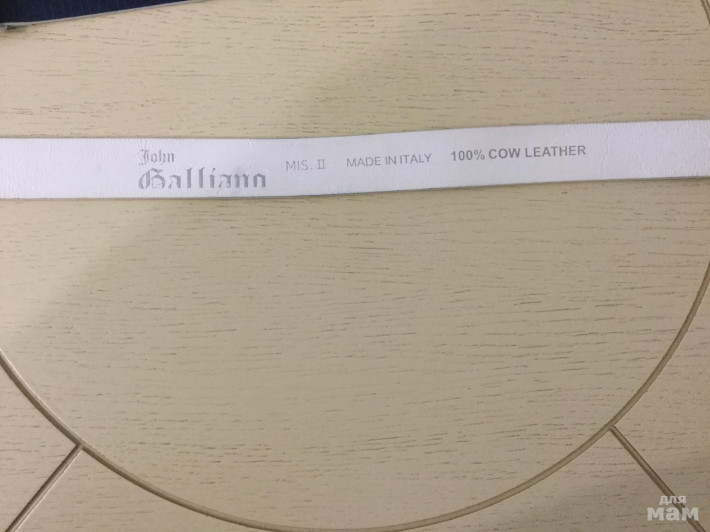 John
Galliano MIS. II MADE IN ITALY 100% COW LEATHER
для
мам